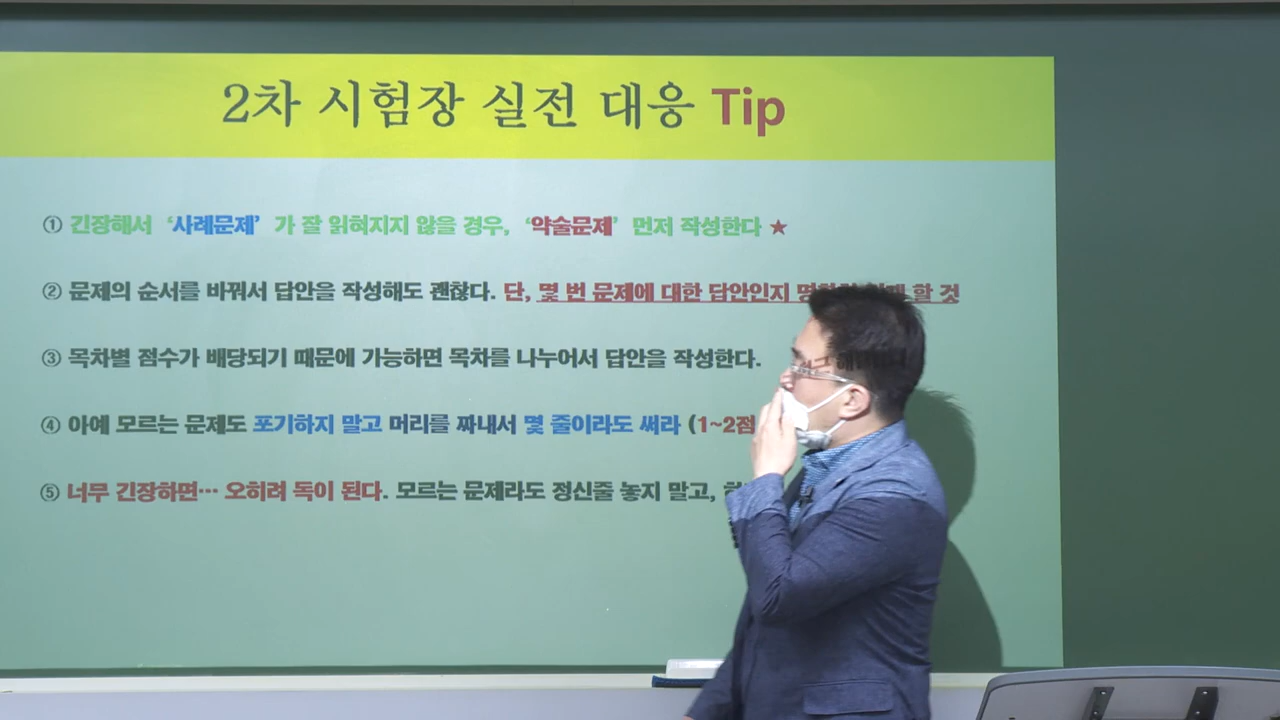 2차 시험장 실전 대응 Tip
① 긴장해서 '사례문제' 가 잘 읽혀지지 않을 경우, '약술문제' 먼저 작성한다 ★
② 문제의 순서를 바꿔서 답안을 작성해도 괜찮다. 단, 몇 번 문제에 대한 답안인지 할 것
③ 목차별 점수가 배당되기 때문에 가능하면 목차를 나누어서 답안을 작성한다.
④ 아예 모르는 문제도 포기하지 말고 머리를 짜내서 몇 줄이라도 써라 (1~2점
⑤ 너무 긴장하면… 오히려 독이 된다. 모르는 문제라도 정신줄 놓지 말고,